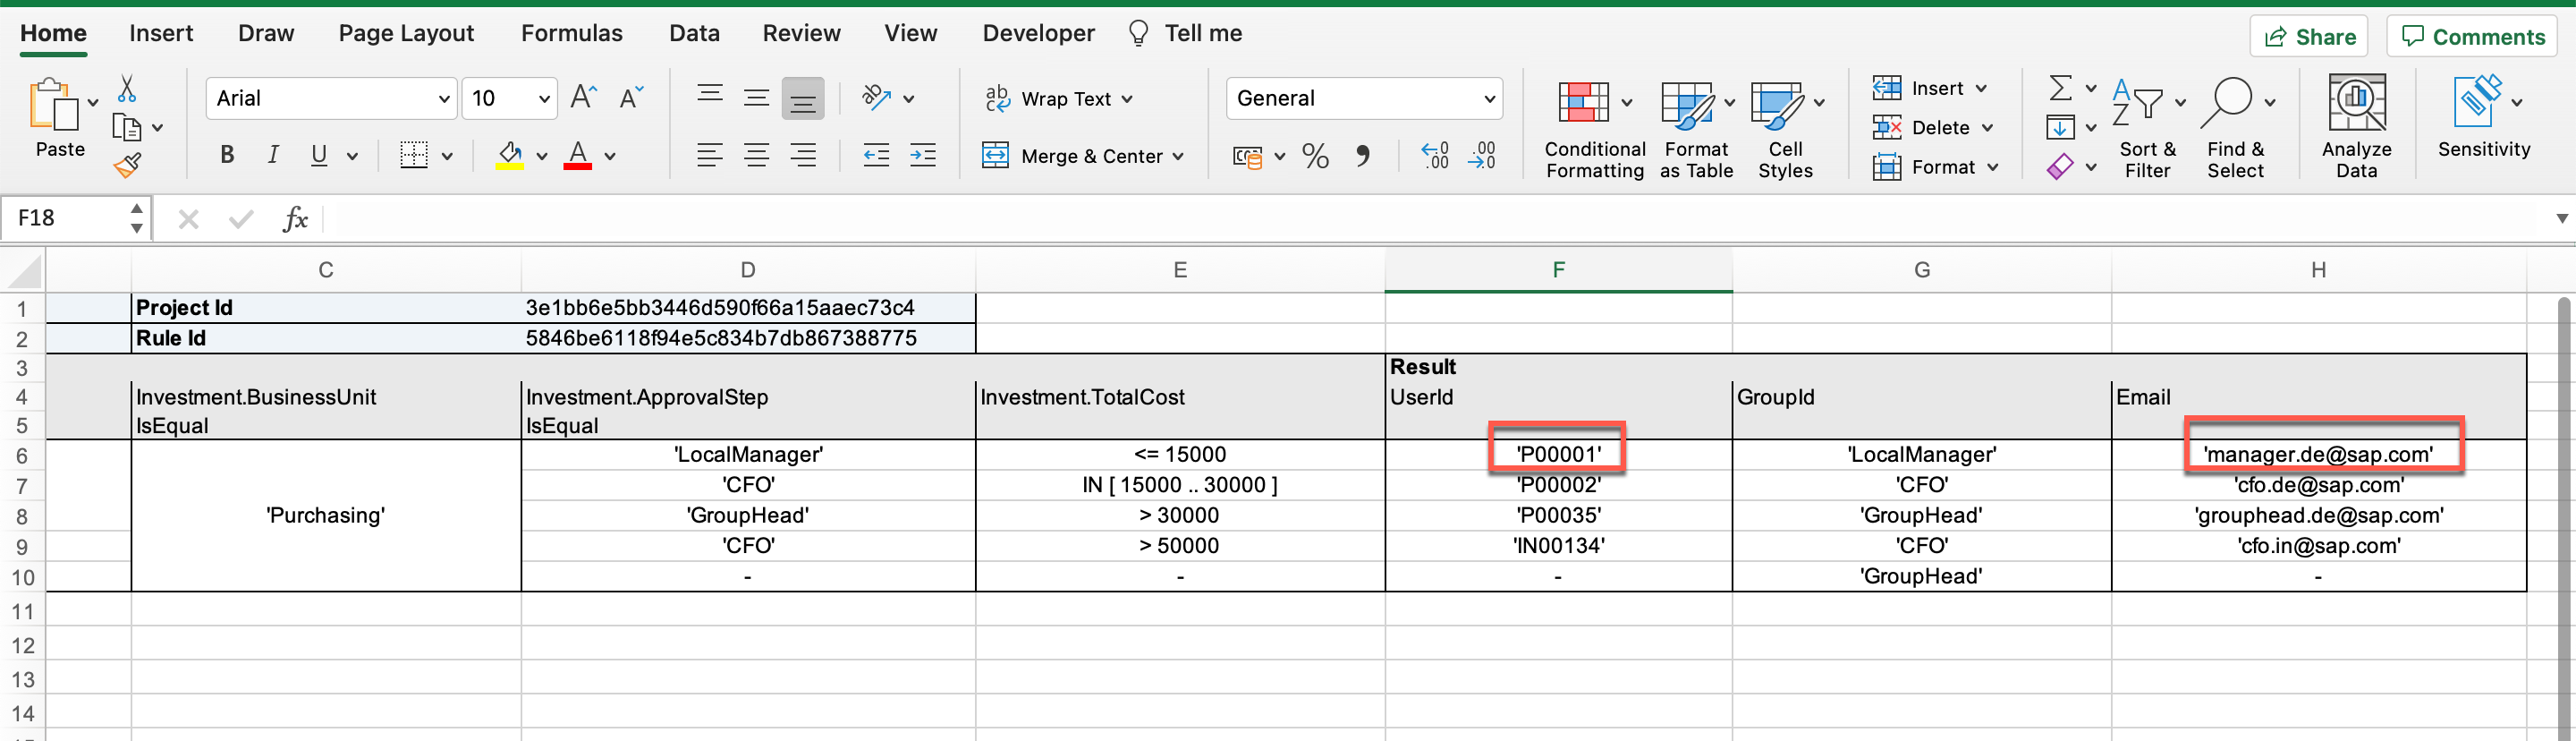 Home Insert Draw Page Layout Formulas Data Review View Developer Tell me Share Comments
Arial 10 Wrap Text General Insert
Paste B I U A Merge & Center % Conditional Formatting Format as Table Cell Styles Delete Format Sort & Filter Find & Select Analyze Data Sensitivity
F18 fx
C D E F G H
1 Project Id 3e1bb6e5bb3446d590f66a15aaec73c4
2 Rule Id 5846be6118f94e5c834b7db867388775
3 Result
4 Investment.BusinessUnit Investment.ApprovalStep Investment.TotalCost UserId GroupId Email
5 IsEqual IsEqual
6 'LocalManager' <= 15000 'P00001' 'LocalManager' 'manager.de@sap.com'
7 'CFO' IN [ 15000 .. 30000 ] 'P00002' 'CFO' 'cfo.de@sap.com'
8 'Purchasing' 'GroupHead' > 30000 'P00035' 'GroupHead' 'grouphead.de@sap.com'
9 'CFO' > 50000 'IN00134' 'CFO' 'cfo.in@sap.com'
10 - - - 'GroupHead' -
11
12
13
14